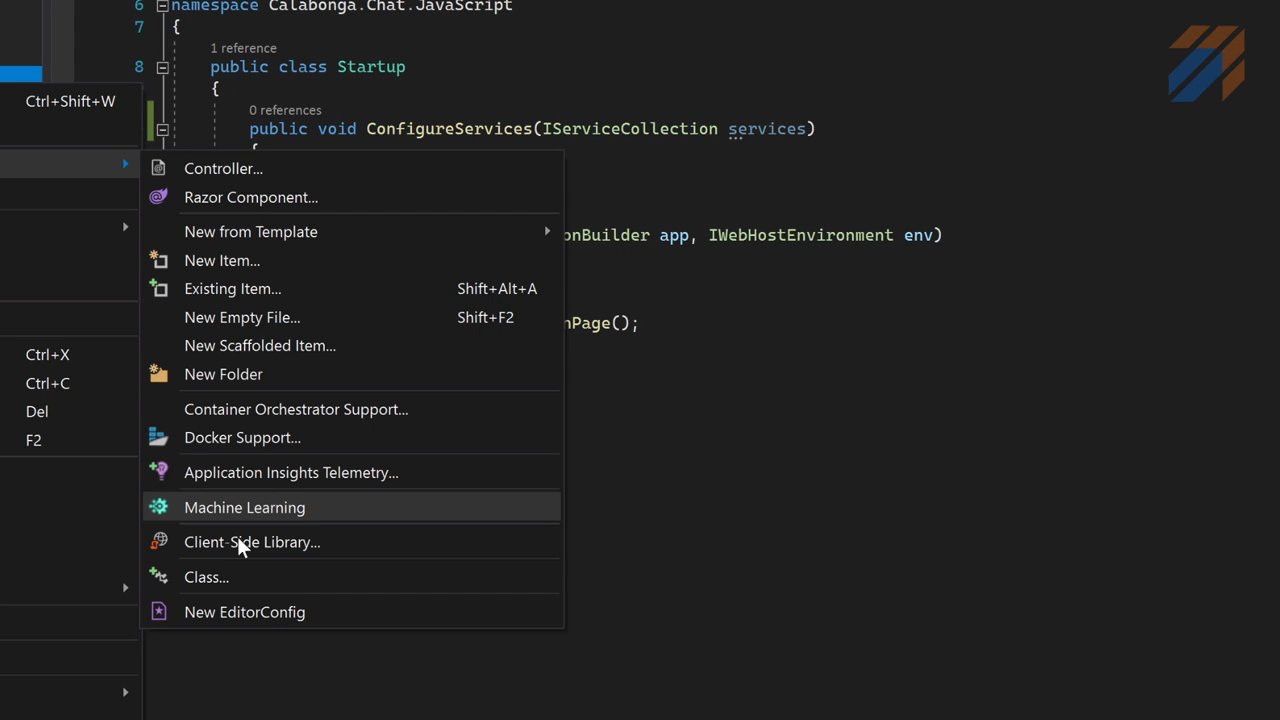 6 namespace Calabonga.Chat.JavaScript
7 {
1 reference
8 public class Startup
{
Ctrl+Shift+W
0 references
public void ConfigureServices(IServiceCollection services)
{
Controller...
Razor Component...
New from Template
onBuilder app, IWebHostEnvironment env)
New Item...
Existing Item... Shift+Alt+A
New Empty File... Shift+F2
nPage();
New Scaffolded Item...
Ctrl+X
New Folder
Ctrl+C
Container Orchestrator Support...
Del
Docker Support...
F2
Application Insights Telemetry...
Machine Learning
Client-Side Library...
Class...
New EditorConfig